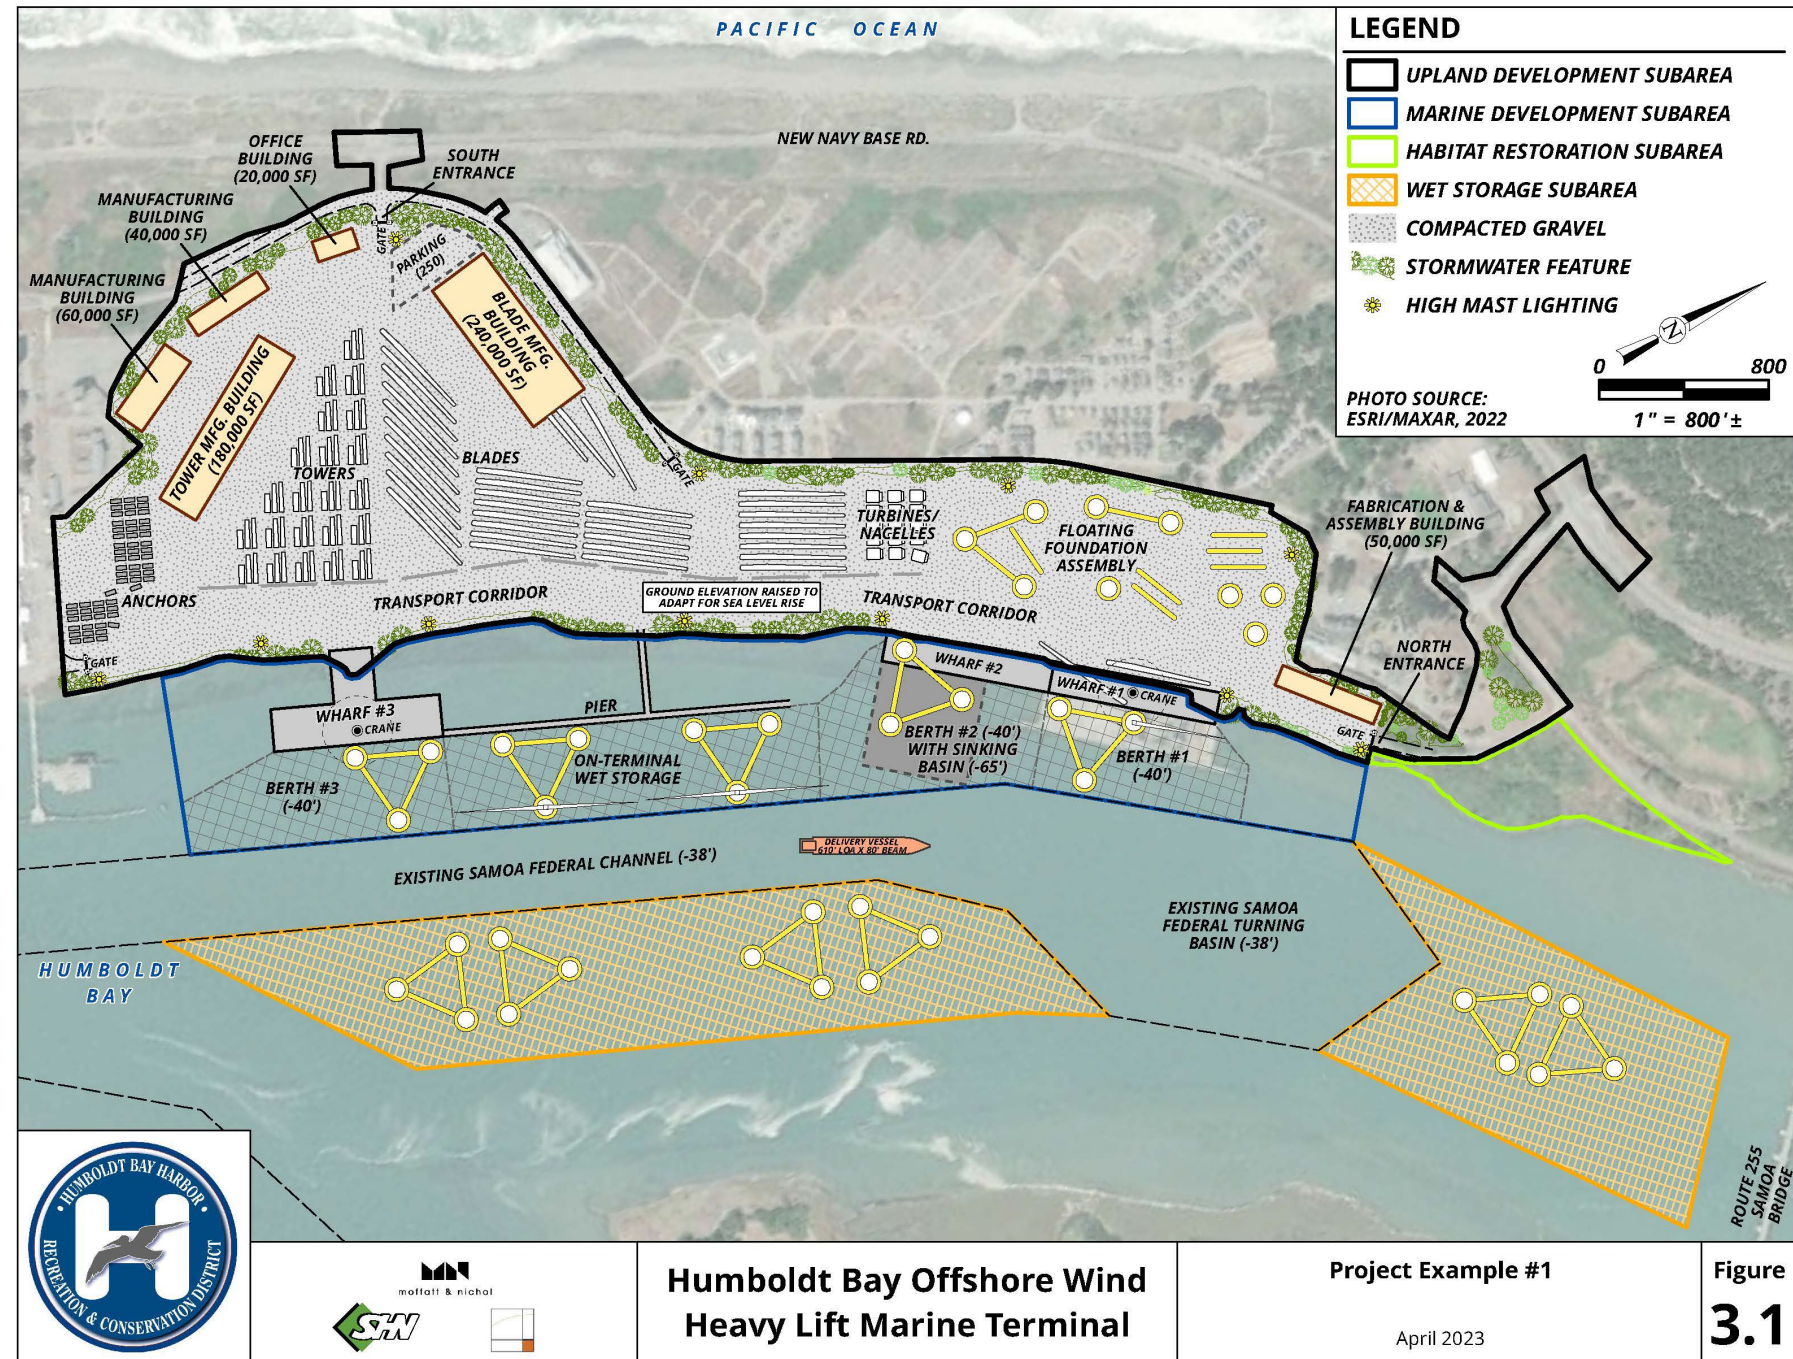 PACIFIC OCEAN
NEW NAVY BASE RD.
LEGEND
UPLAND DEVELOPMENT SUBAREA
MARINE DEVELOPMENT SUBAREA
HABITAT RESTORATION SUBAREA
WET STORAGE SUBAREA
COMPACTED GRAVEL
STORMWATER FEATURE
HIGH MAST LIGHTING
N
0 800
1" = 800'±
PHOTO SOURCE:
ESRI/MAXAR, 2022
OFFICE
BUILDING
(20,000 SF)
SOUTH
ENTRANCE
MANUFACTURING
BUILDING
(40,000 SF)
MANUFACTURING
BUILDING
(60,000 SF)
GATE
PARKING
(250)
BLADE MFG.
BUILDING
(240,000 SF)
TOWER MFG. BUILDING
(180,000 SF)
TOWERS
BLADES
GATE
TURBINES/
NACELLES
FLOATING
FOUNDATION
ASSEMBLY
FABRICATION &
ASSEMBLY BUILDING
(50,000 SF)
ANCHORS
TRANSPORT CORRIDOR
GROUND ELEVATION RAISED TO
ADAPT FOR SEA LEVEL RISE
TRANSPORT CORRIDOR
NORTH
ENTRANCE
GATE
WHARF #2
WHARF #1
CRANE
WHARF #3
CRANE
PIER
GATE
BERTH #2 (-40')
WITH SINKING
BASIN (-65')
BERTH #1
(-40')
ON-TERMINAL
WET STORAGE
BERTH #3
(-40')
DELIVERY VESSEL
610' LOA X 80' BEAM
EXISTING SAMOA FEDERAL CHANNEL (-38')
EXISTING SAMOA
FEDERAL TURNING
BASIN (-38')
HUMBOLDT
BAY
ROUTE 255
SAMOA
BRIDGE
HUMBOLDT BAY HARBOR
RECREATION & CONSERVATION DISTRICT
moffatt & nichol
SHN
Humboldt Bay Offshore Wind
Heavy Lift Marine Terminal
Project Example #1
April 2023
Figure
3.1